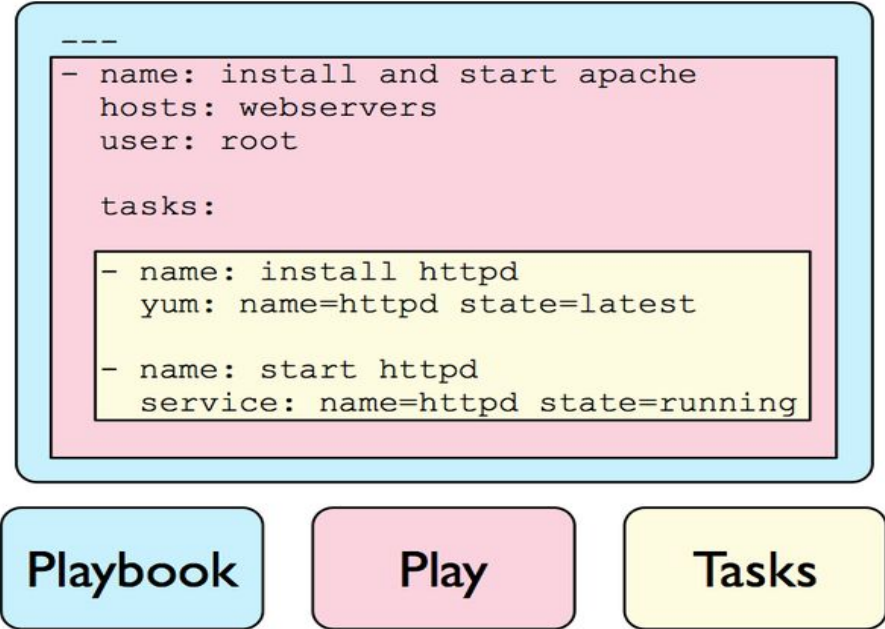 ---
- name: install and start apache
hosts: webservers
user: root
tasks:
- name: install httpd
yum: name=httpd state=latest
- name: start httpd
service: name=httpd state=running
Playbook
Play
Tasks